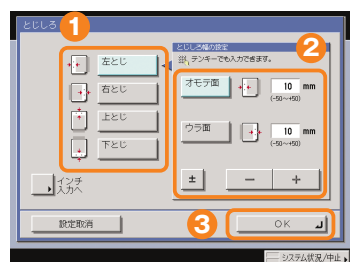 とじしろ
1
左とじ
右とじ
上とじ
下とじ
インチ
入力へ
とじしろ幅の設定
2
テンキーでも入力できます。
オモテ面
10 mm
(-50～+50)
ウラ面
10 mm
(-50～+50)
±
－
＋
設定取消
3
OK
システム状況/中止